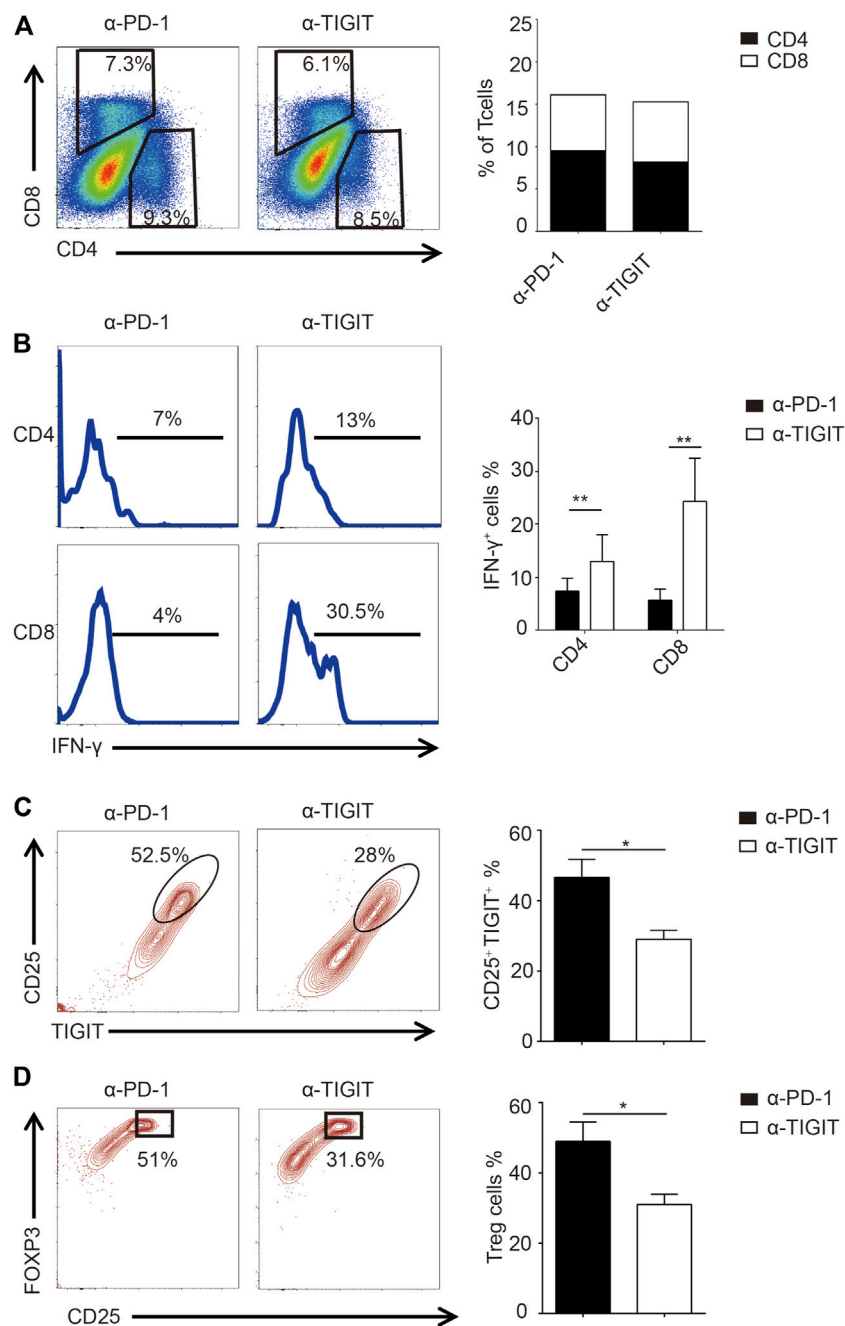 A
α-PD-1
α-TIGIT
7.3%
6.1%
9.3%
8.5%
CD8
CD4
25
20
15
10
5
0
% of Tcells
α-PD-1
α-TIGIT
CD4
CD8
B
α-PD-1
α-TIGIT
CD4
7%
13%
CD8
4%
30.5%
IFN-γ
40
30
20
10
0
IFN-γ+ cells %
**
**
CD4
CD8
α-PD-1
α-TIGIT
C
α-PD-1
α-TIGIT
52.5%
28%
CD25
TIGIT
60
40
20
0
CD25+TIGIT+ %
*
α-PD-1
α-TIGIT
D
α-PD-1
α-TIGIT
51%
31.6%
FOXP3
CD25
60
40
20
0
Treg cells %
*
α-PD-1
α-TIGIT